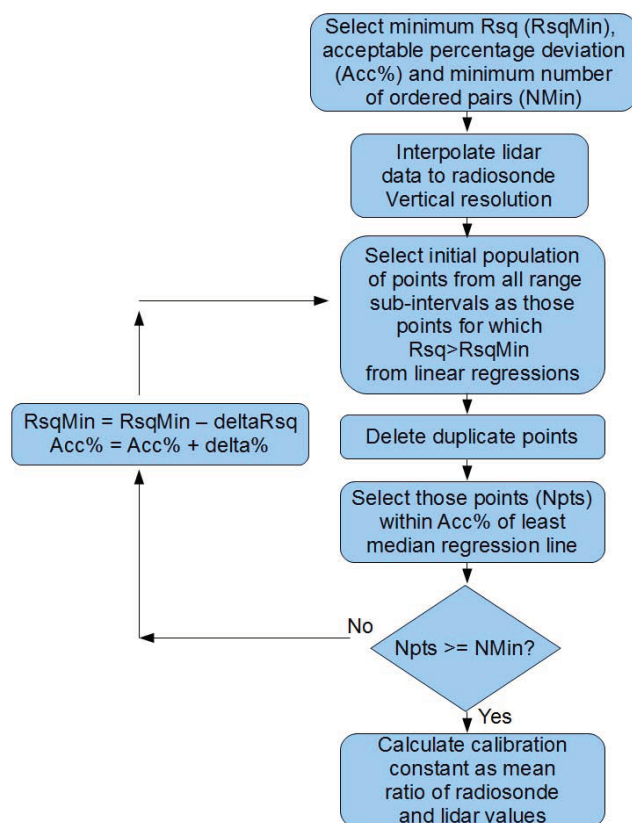 Select minimum Rsq (RsqMin),
acceptable percentage deviation
(Acc%) and minimum number
of ordered pairs (NMin)
Interpolate lidar
data to radiosonde
Vertical resolution
Select initial population
of points from all range
sub-intervals as those
points for which
Rsq>RsqMin
from linear regressions
RsqMin = RsqMin – deltaRsq
Acc% = Acc% + delta%
Delete duplicate points
Select those points (Npts)
within Acc% of least
median regression line
No
Npts >= NMin?
Yes
Calculate calibration
constant as mean
ratio of radiosonde
and lidar values